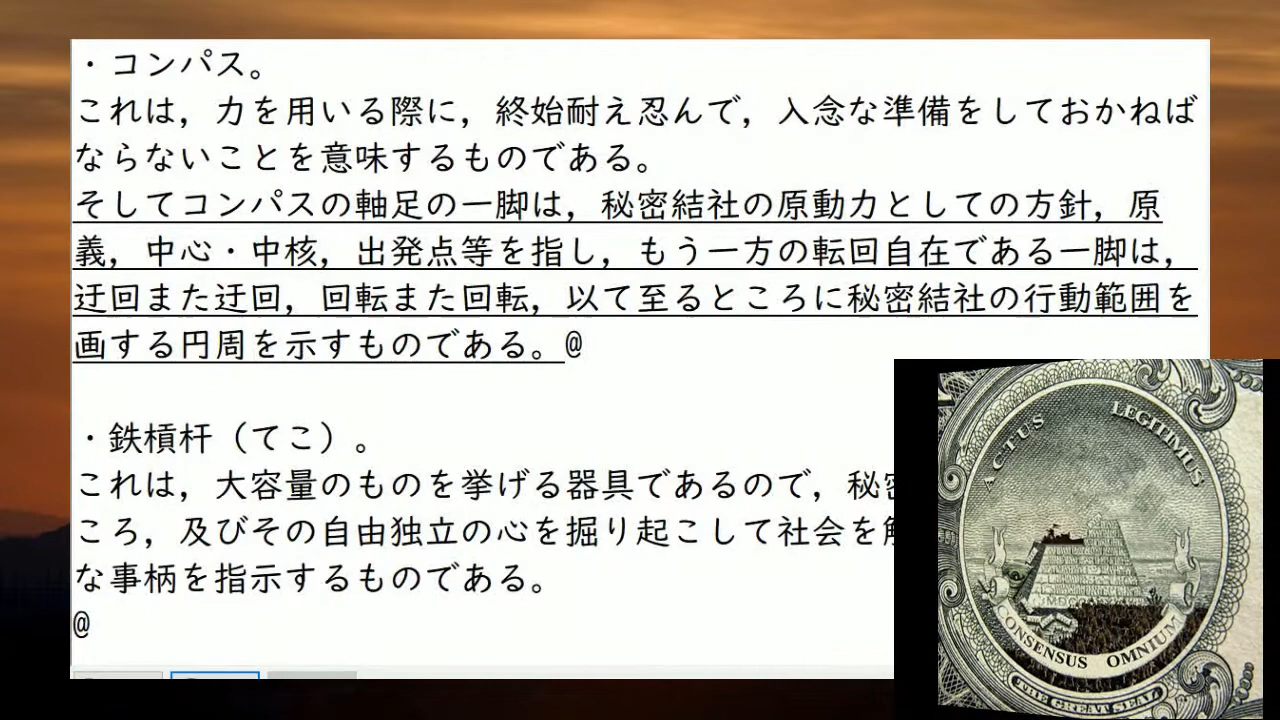 ・コンパス。
これは，力を用いる際に，終始耐え忍んで，入念な準備をしておかねば
ならないことを意味するものである。
そしてコンパスの軸足の一脚は，秘密結社の原動力としての方針，原
義，中心・中核，出発点等を指し，もう一方の転回自在である一脚は，
迂回また迂回，回転また回転，以て至るところに秘密結社の行動範囲を
画する円周を示すものである。@
・鉄槓杆（てこ）。
これは，大容量のものを挙げる器具であるので，秘
ころ，及びその自由独立の心を掘り起こして社会を
な事柄を指示するものである。
@
ACTUS LEGITIMUS
CONSENSUS OMNIUM
THE GREAT SEAL